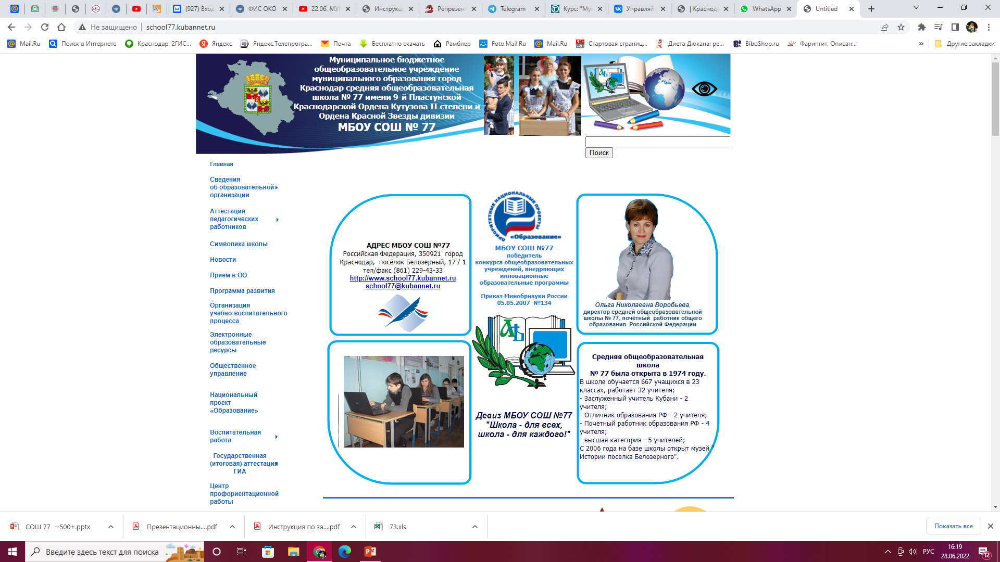 (927) Вход
ФИС ОКО
22.06. МУМ
Инструкци
Репрезент
Telegram
Курс: "Му
Управляй
| Краснода
WhatsApp
Untitled
Не защищено
school77.kubannet.ru
Mail.Ru
Поиск в Интернете
Краснодар. 2ГИС...
Яндекс
Яндекс.Телепрогра...
Почта
Бесплатно скачать
Рамблер
Foto.Mail.Ru
Mail.Ru
Стартовая страниц...
Диета Дюкана: ре...
BiboShop.ru
Фарингит. Описан...
»
Другие закладки
Муниципальное бюджетное
общеобразовательное учреждение
муниципального образования город
Краснодар средняя общеобразовательная
школа № 77 имени 9-й Пластунской
Краснодарской Ордена Кутузова II степени и
Ордена Красной Звезды дивизии
МБОУ СОШ № 77
Поиск
Главная
Сведения
об образовательной
организации
Аттестация
педагогических
работников
Символика школы
Новости
Прием в ОО
Программа развития
Организация
учебно-воспитательного
процесса
Электронные
образовательные
ресурсы
Общественное
управление
Национальный
проект
«Образование»
Воспитательная
работа
Государственная
(итоговая) аттестация
ГИА
Центр
профориентационной
работы
АДРЕС МБОУ СОШ №77
Российская Федерация, 350921 город
Краснодар, посёлок Белозерный, 17 / 1
тел/факс (861) 229-43-33
http://www.school77.kubannet.ru
school77@kubannet.ru
ПРИОРИТЕТНЫЕ НАЦИОНАЛЬНЫЕ ПРОЕКТЫ
«Образование»
МБОУ СОШ №77
победитель
конкурса общеобразовательных
учреждений, внедряющих
инновационные
образовательные программы
Приказ Минобрнауки России
05.05.2007 №134
Девиз МБОУ СОШ №77
"Школа - для всех,
школа - для каждого!"
Ольга Николаевна Воробьева,
директор средней общеобразовательной
школы № 77, почётный работник общего
образования Российской Федерации
Средняя общеобразовательная
школа
№ 77 была открыта в 1974 году.
В школе обучается 667 учащихся в 23
классах, работает 32 учителя;
- Заслуженный учитель Кубани - 2
учителя;
- Отличник образования РФ - 2 учителя;
- Почетный работник образования РФ - 4
учителя;
- высшая категория - 5 учителей;
С 2006 года на базе школы открыт музей "
Истории поселка Белозерного".
СОШ 77 --500+.pptx
Презентационны....pdf
Инструкция по за....pdf
73.xls
Показать все
Введите здесь текст для поиска
РУС
16:19
28.06.2022
12